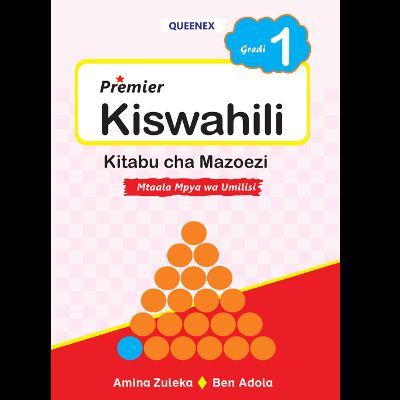 QUEENEX
Gredi 1
Premier
Kiswahili
Kitabu cha Mazoezi
Mtaala Mpya wa Umilisi
Amina Zuleka Ben Adola